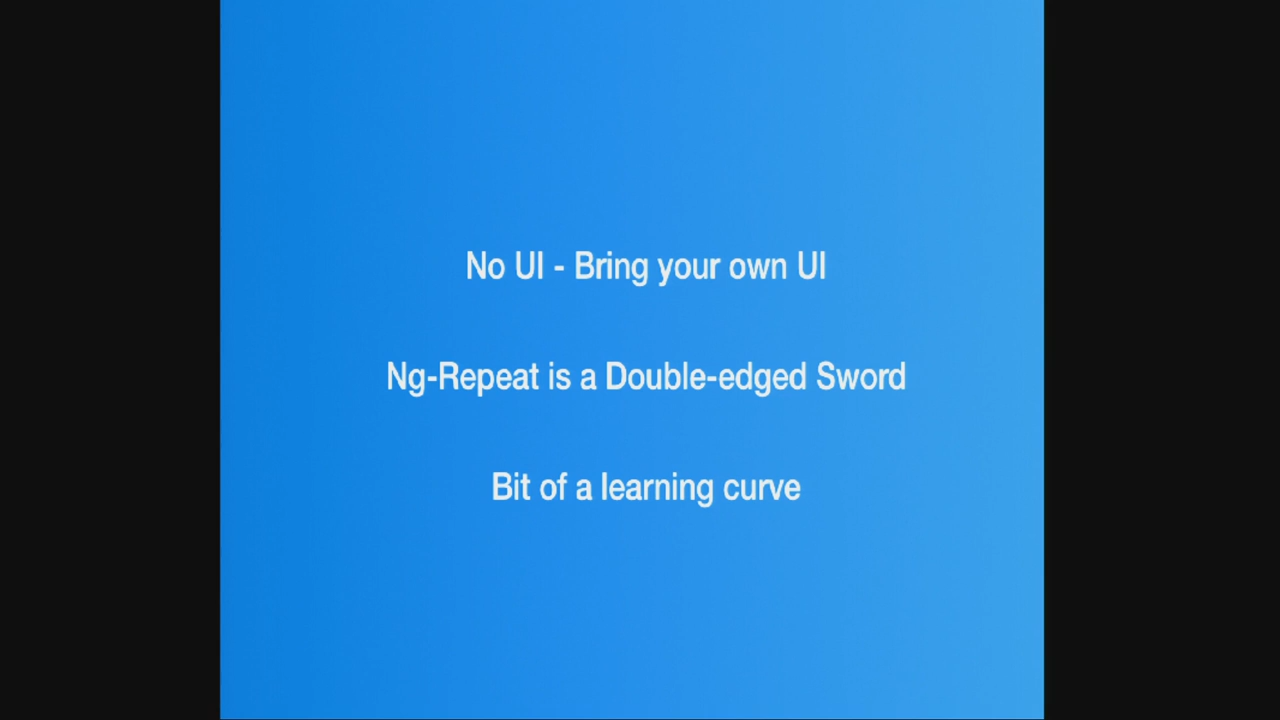 No UI - Bring your own UI
Ng-Repeat is a Double-edged Sword
Bit of a learning curve